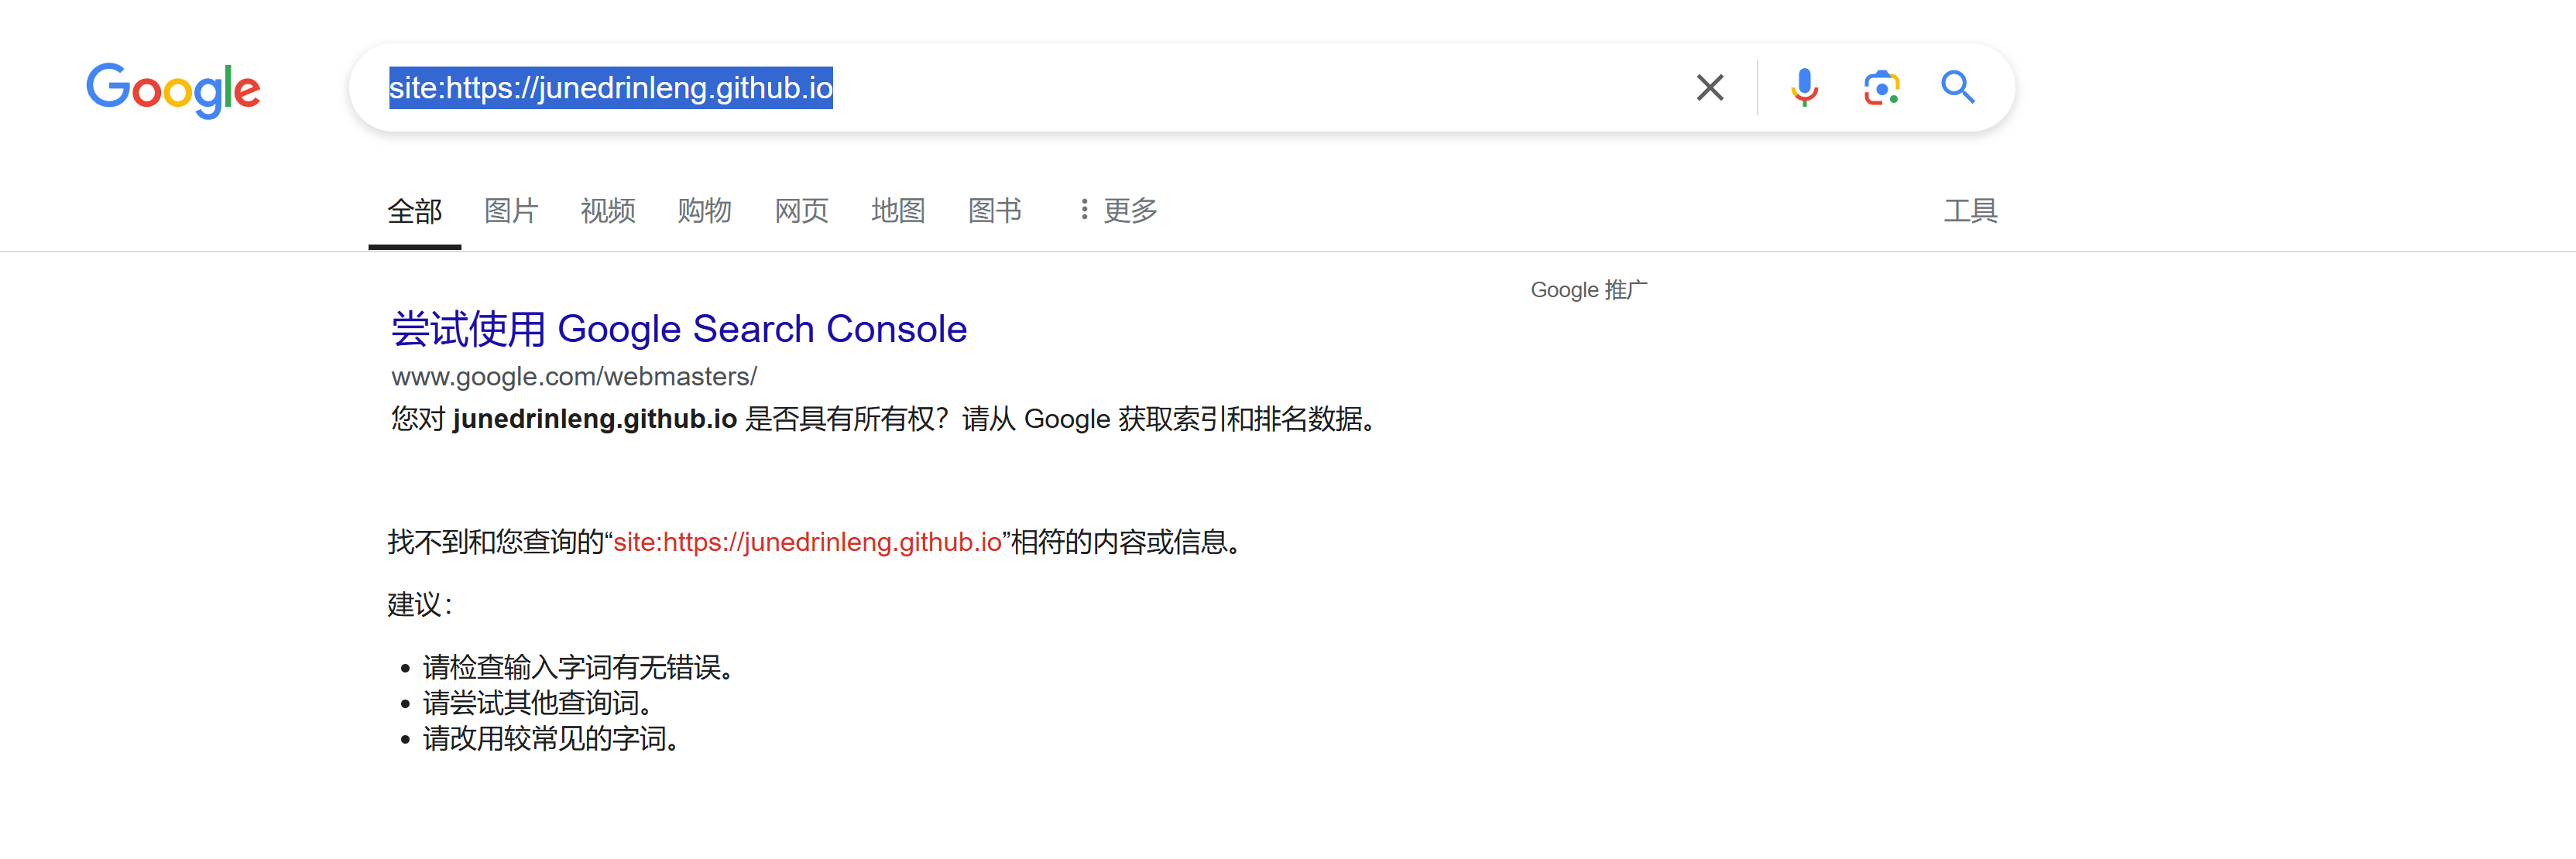 Google
site:https://junedrinleng.github.io
全部 图片 视频 购物 网页 地图 图书 更多 工具
Google 推广
尝试使用 Google Search Console
www.google.com/webmasters/
您对 junedrinleng.github.io 是否具有所有权？请从 Google 获取索引和排名数据。
找不到和您查询的“site:https://junedrinleng.github.io”相符的内容或信息。
建议：
请检查输入字词有无错误。
请尝试其他查询词。
请改用较常见的字词。